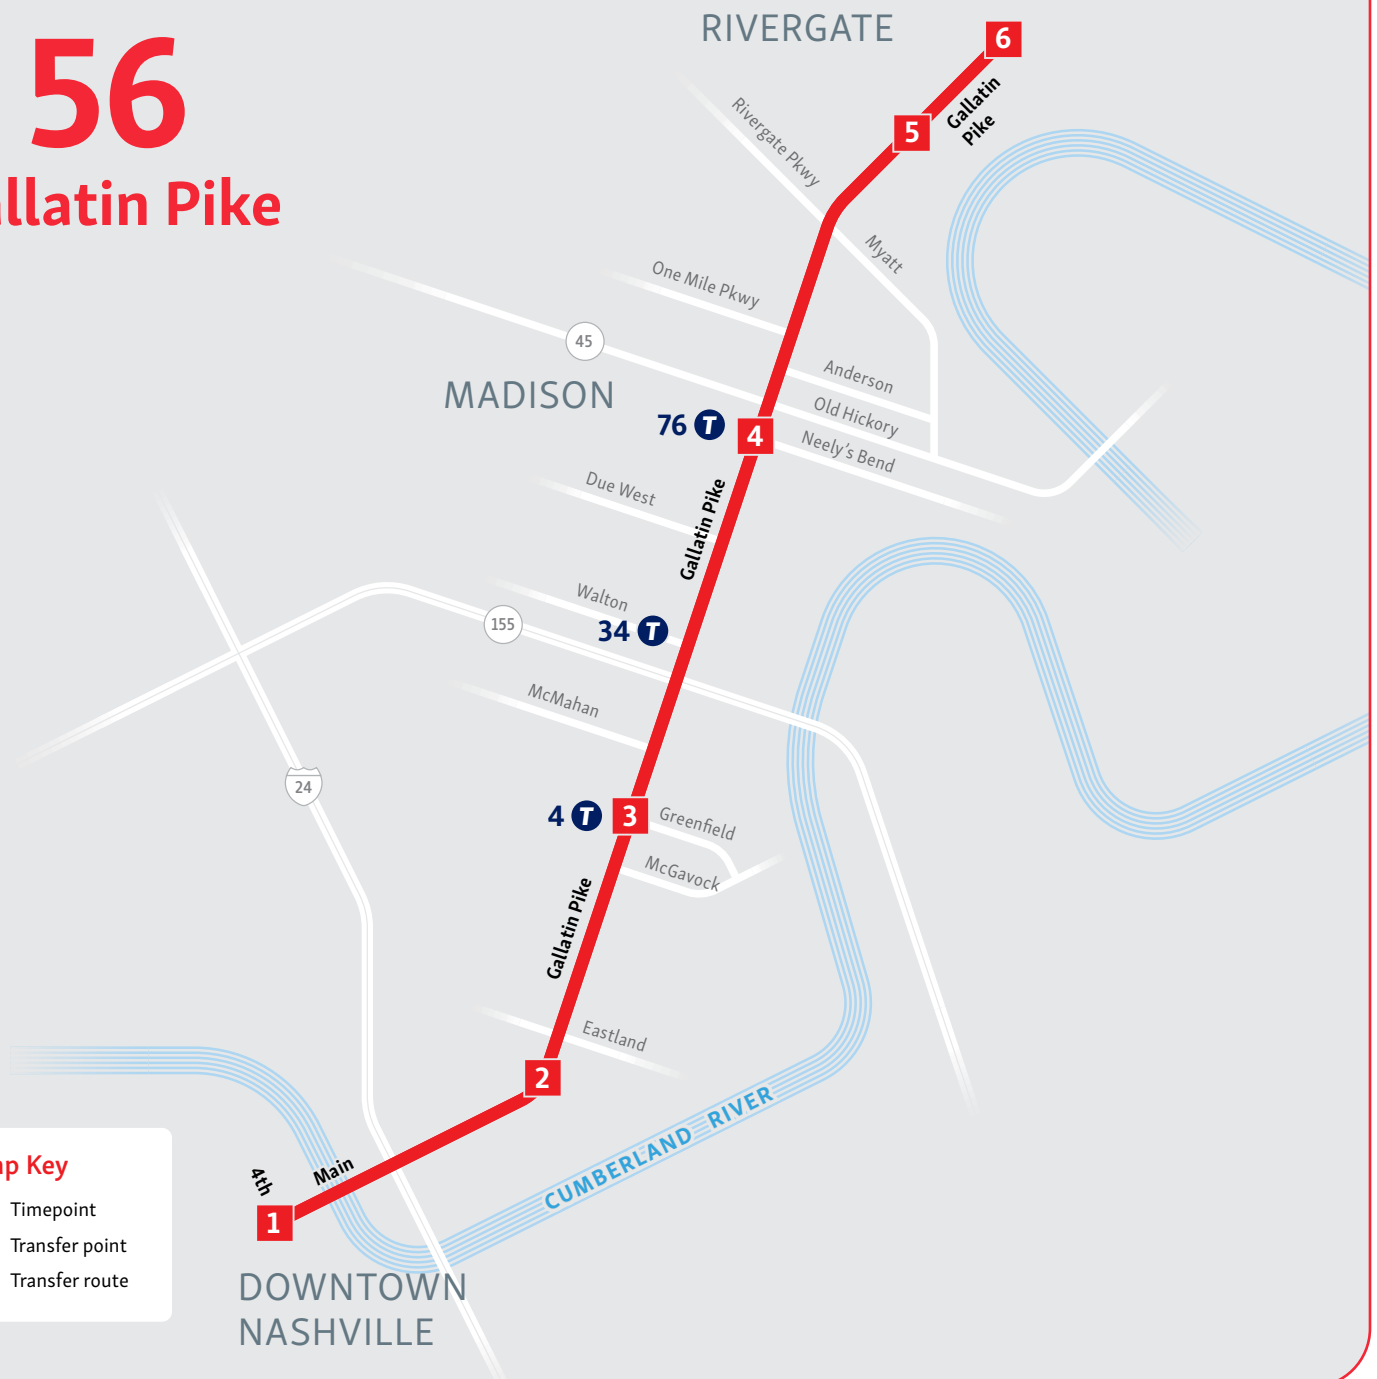 RIVERGATE
6
56
Gallatin
Pike
Rivergate Pkwy
5
llatin Pike
Myatt
One Mile Pkwy
45
Anderson
MADISON
Old Hickory
76 T
4
Neely's Bend
Due West
Gallatin Pike
Walton
155
34 T
McMahan
24
4 T
3
Greenfield
McGavock
Gallatin Pike
Eastland
2
CUMBERLAND RIVER
p Key
4th
Main
Timepoint
1
Transfer point
Transfer route
DOWNTOWN
NASHVILLE